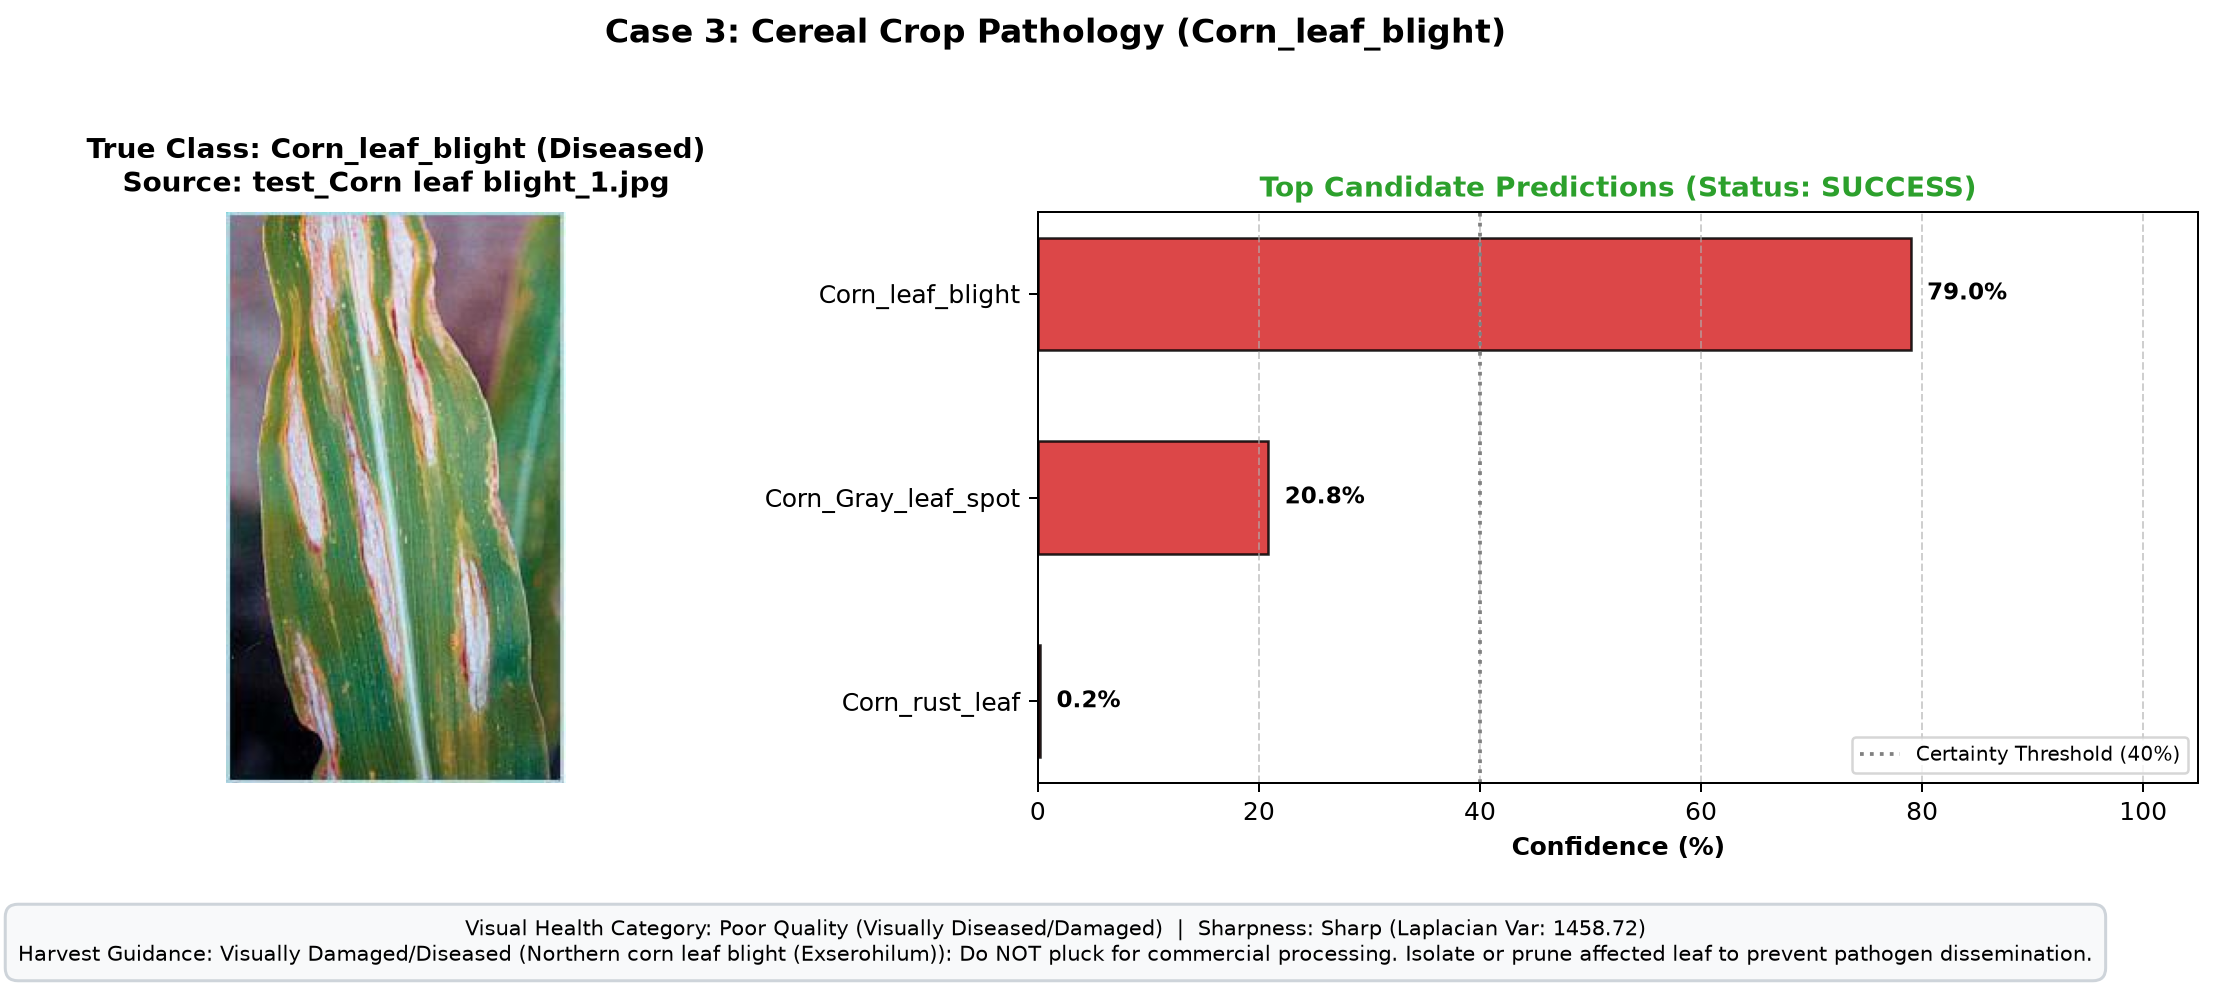 Case 3: Cereal Crop Pathology (Corn_leaf_blight)
True Class: Corn_leaf_blight (Diseased)
Source: test_Corn leaf blight_1.jpg
Top Candidate Predictions (Status: SUCCESS)
Corn_leaf_blight
79.0%
Corn_Gray_leaf_spot
20.8%
Corn_rust_leaf
0.2%
Certainty Threshold (40%)
0 20 40 60 80 100
Confidence (%)
Visual Health Category: Poor Quality (Visually Diseased/Damaged) | Sharpness: Sharp (Laplacian Var: 1458.72)
Harvest Guidance: Visually Damaged/Diseased (Northern corn leaf blight (Exserohilum)): Do NOT pluck for commercial processing. Isolate or prune affected leaf to prevent pathogen dissemination.